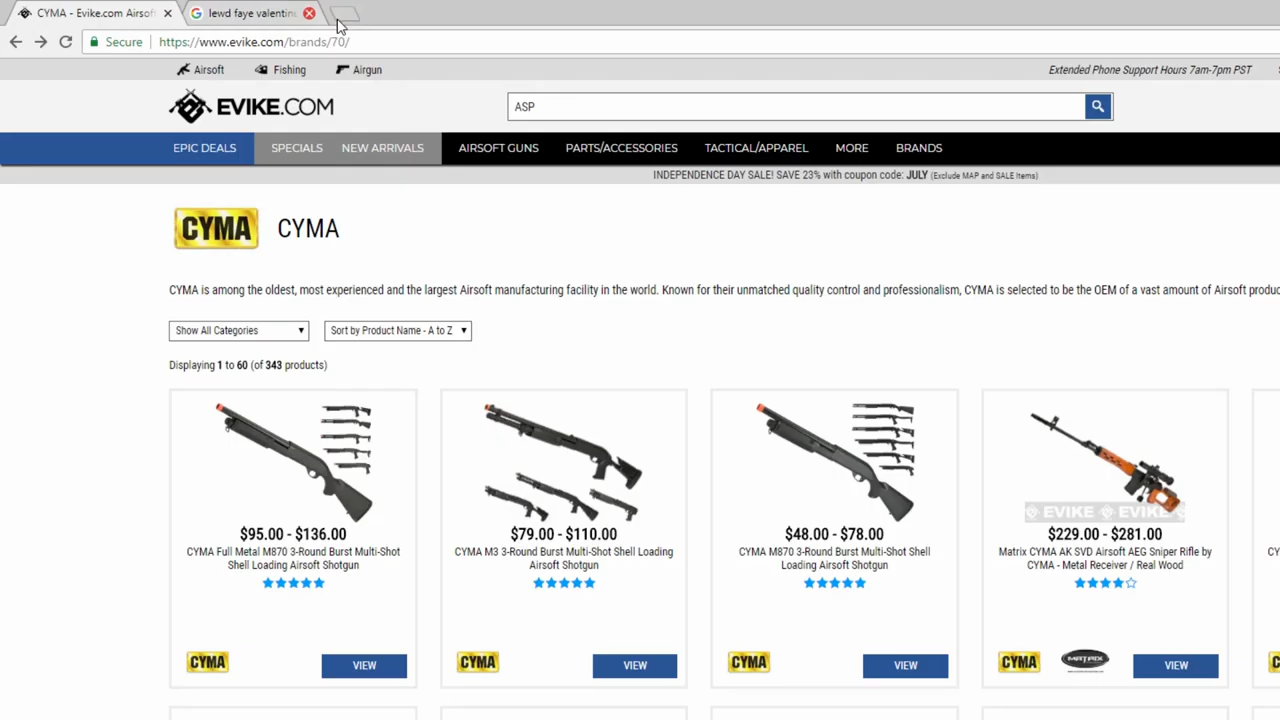 CYMA - Evike.com Airsof
lewd faye valentin
Secure
https://www.evike.com/brands/70/
Airsoft
Fishing
Airgun
Extended Phone Support Hours 7am-7pm PST
EVIKE.COM
ASP
EPIC DEALS
SPECIALS
NEW ARRIVALS
AIRSOFT GUNS
PARTS/ACCESSORIES
TACTICAL/APPAREL
MORE
BRANDS
INDEPENDENCE DAY SALE! SAVE 23% with coupon code: JULY (Exclude MAP and SALE Items)
CYMA
CYMA
CYMA is among the oldest, most experienced and the largest Airsoft manufacturing facility in the world. Known for their unmatched quality control and professionalism, CYMA is selected to be the OEM of a vast amount of Airsoft produc
Show All Categories
Sort by Product Name - A to Z
Displaying 1 to 60 (of 343 products)
EVIKE EVIKE
$95.00 - $136.00
CYMA Full Metal M870 3-Round Burst Multi-Shot
Shell Loading Airsoft Shotgun
CYMA
VIEW
$79.00 - $110.00
CYMA M3 3-Round Burst Multi-Shot Shell Loading
Airsoft Shotgun
CYMA
VIEW
$48.00 - $78.00
CYMA M870 3-Round Burst Multi-Shot Shell
Loading Airsoft Shotgun
CYMA
VIEW
$229.00 - $281.00
Matrix CYMA AK SVD Airsoft AEG Sniper Rifle by
CYMA - Metal Receiver / Real Wood
CYMA
MATRIX
VIEW